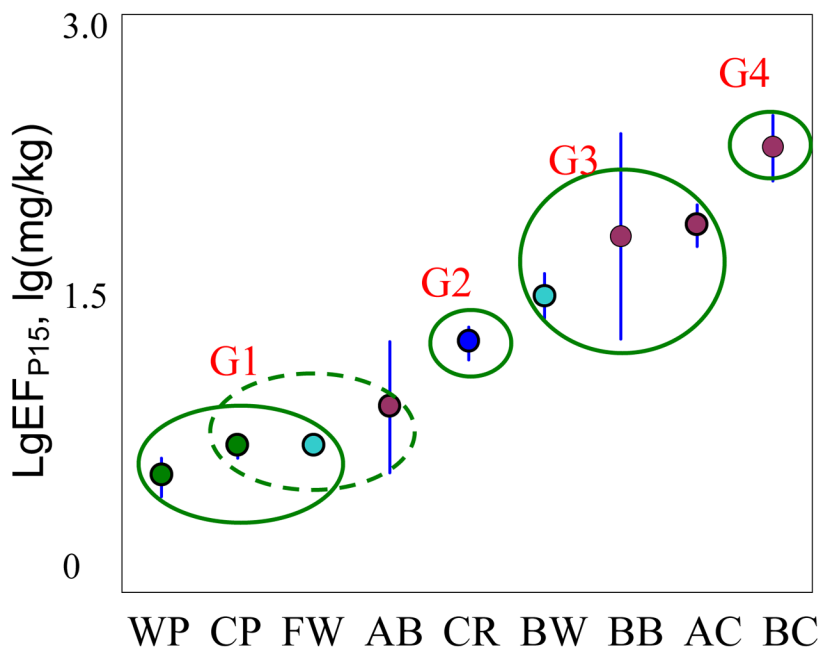 3.0
G4
G3
LgEFP15, lg(mg/kg)
1.5
G2
G1
0
WP CP FW AB CR BW BB AC BC